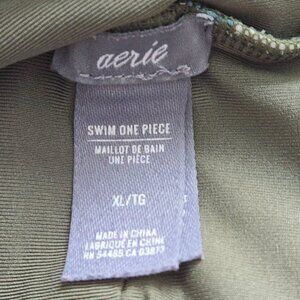 aerie
SWIM ONE PIECE
MAILLOT DE BAIN
UNE PIÈCE
XL/TG
MADE IN CHINA
FABRIQUÉ EN CHINE
RN 54485 CA 03873